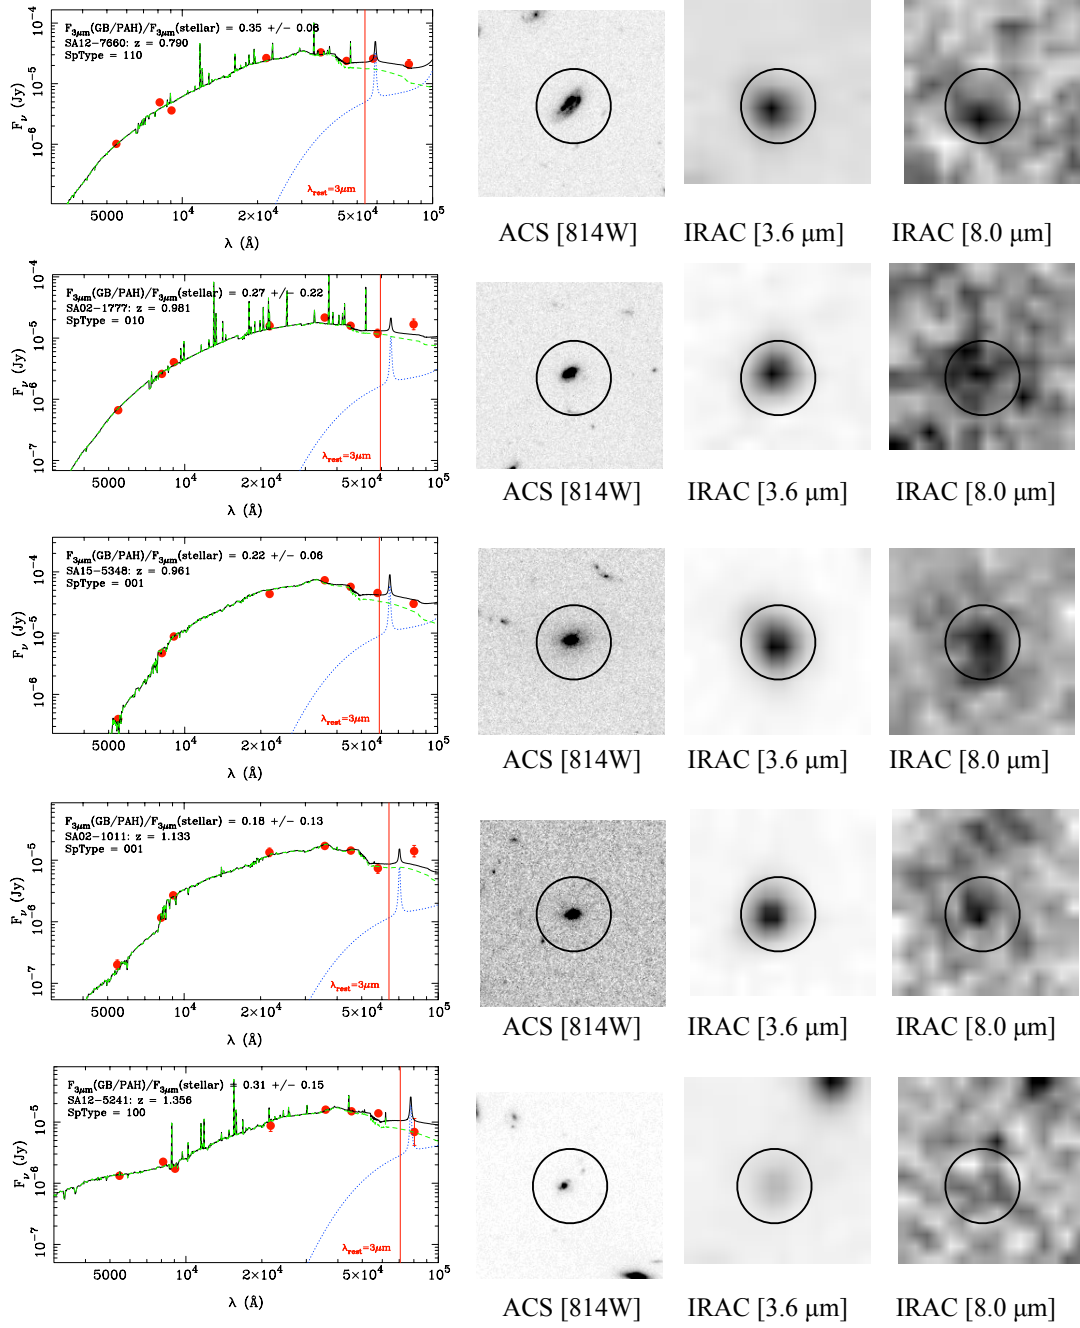 F3μm(GB/PAH)/F3μm(stellar) = 0.35 +/- 0.08
SA12-7660: z = 0.790
SpType = 110
10⁻⁴
10⁻⁵
10⁻⁶
Fν (Jy)
λrest=3μm
5000 10⁴ 2×10⁴ 5×10⁴ 10⁵
λ (Å)
ACS [814W] IRAC [3.6 μm] IRAC [8.0 μm]
F3μm(GB/PAH)/F3μm(stellar) = 0.27 +/- 0.22
SA02-1777: z = 0.981
SpType = 010
10⁻⁴
10⁻⁵
10⁻⁶
10⁻⁷
Fν (Jy)
λrest=3μm
5000 10⁴ 2×10⁴ 5×10⁴ 10⁵
λ (Å)
ACS [814W] IRAC [3.6 μm] IRAC [8.0 μm]
F3μm(GB/PAH)/F3μm(stellar) = 0.22 +/- 0.06
SA15-5348: z = 0.961
SpType = 001
10⁻⁴
10⁻⁵
10⁻⁶
Fν (Jy)
λrest=3μm
5000 10⁴ 2×10⁴ 5×10⁴ 10⁵
λ (Å)
ACS [814W] IRAC [3.6 μm] IRAC [8.0 μm]
F3μm(GB/PAH)/F3μm(stellar) = 0.18 +/- 0.13
SA02-1011: z = 1.133
SpType = 001
10⁻⁵
10⁻⁶
10⁻⁷
Fν (Jy)
λrest=3μm
5000 10⁴ 2×10⁴ 5×10⁴ 10⁵
λ (Å)
ACS [814W] IRAC [3.6 μm] IRAC [8.0 μm]
F3μm(GB/PAH)/F3μm(stellar) = 0.31 +/- 0.15
SA12-5241: z = 1.356
SpType = 100
10⁻⁵
10⁻⁶
10⁻⁷
Fν (Jy)
λrest=3μm
5000 10⁴ 2×10⁴ 5×10⁴ 10⁵
λ (Å)
ACS [814W] IRAC [3.6 μm] IRAC [8.0 μm]